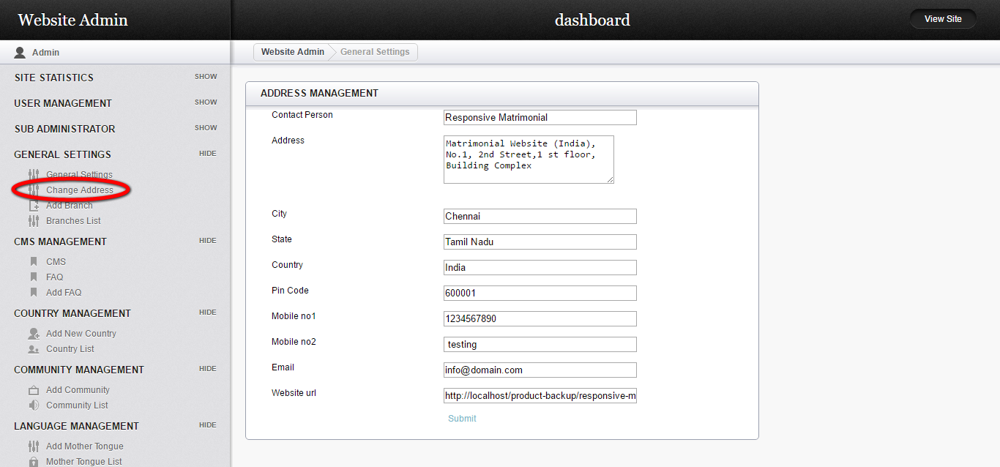 Website Admin
dashboard
View Site
Admin
Website Admin
General Settings
SITE STATISTICS
SHOW
USER MANAGEMENT
SHOW
SUB ADMINISTRATOR
SHOW
GENERAL SETTINGS
HIDE
General Settings
Change Address
Add Branch
Branches List
CMS MANAGEMENT
HIDE
CMS
FAQ
Add FAQ
COUNTRY MANAGEMENT
HIDE
Add New Country
Country List
COMMUNITY MANAGEMENT
HIDE
Add Community
Community List
LANGUAGE MANAGEMENT
HIDE
Add Mother Tongue
Mother Tongue List
ADDRESS MANAGEMENT
Contact Person
Responsive Matrimonial
Address
Matrimonial Website (India),
No.1, 2nd Street,1 st floor,
Building Complex
City
Chennai
State
Tamil Nadu
Country
India
Pin Code
600001
Mobile no1
1234567890
Mobile no2
testing
Email
info@domain.com
Website url
http://localhost/product-backup/responsive-m
Submit